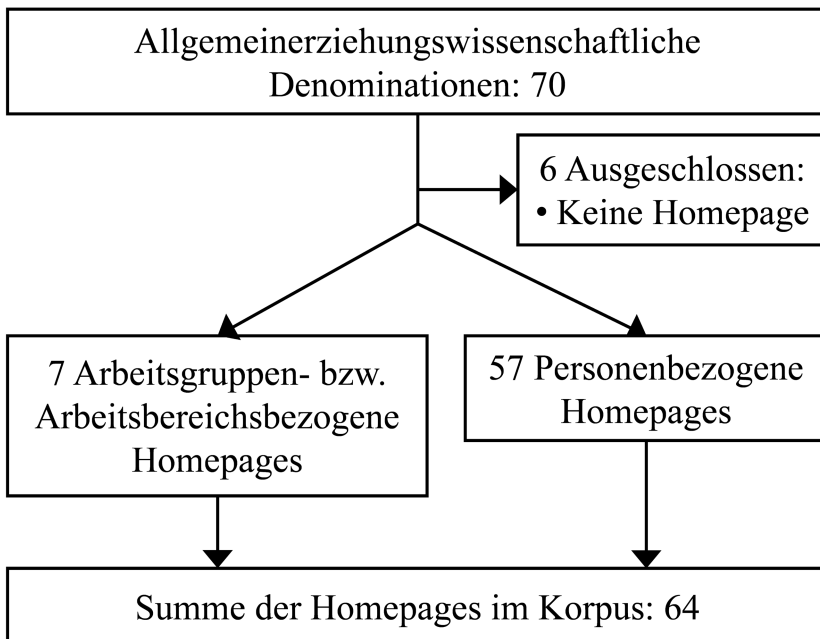 Allgemeinerziehungswissenschaftliche
Denominationen: 70
6 Ausgeschlossen:
• Keine Homepage
7 Arbeitsgruppen- bzw.
Arbeitsbereichsbezogene
Homepages
57 Personenbezogene
Homepages
Summe der Homepages im Korpus: 64